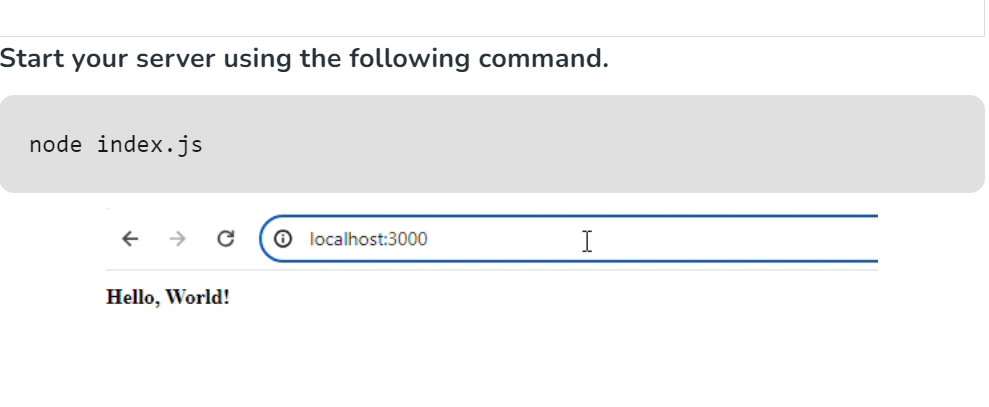 Start your server using the following command.
node index.js
localhost:3000
Hello, World!